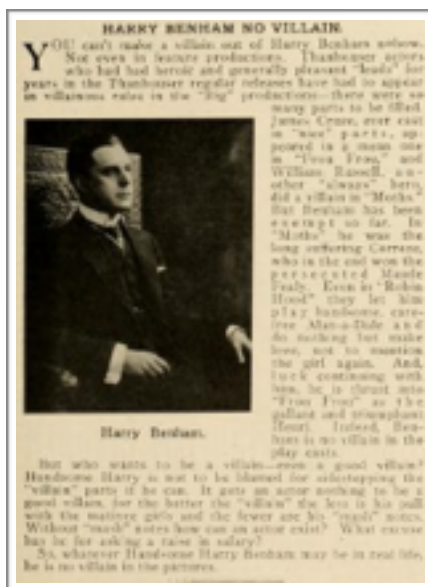 HARRY BENHAM NO VILLAIN.
YOU can't make a villain out of Harry Benham nohow.
Not even in feature productions. Thanhouser actors
who had had heroic and generally pleasant "leads" for
years in the Thanhouser regular releases have had to appear
in villainous roles in the "Big" productions—there were so
many parts to be filled.
James Cruze, ever cast
in "nice" parts, ap-
peared in a mean one
in "Frou Frou," and
William Russell, an-
other "always" hero,
did a villain in "Moths."
But Benham has been
exempt so far. In
"Moths" he was the
long suffering Correze,
who in the end won the
persecuted Maude
Fealy. Even in "Robin
Hood" they let him
play handsome, care-
free Alan-a-Dale and
do nothing but make
love, not to mention
the girl again. And,
luck continuing with
him, he is thrust into
"Frou Frou" as the
gallant and triumphant
Henri. Indeed, Ben-
ham is no villain in the
play casts.
Harry Benham.
But who wants to be a villain—even a good villain?
Handsome Harry is not to be blamed for sidestepping the
"villain" parts if he can. It gets an actor nothing to be a
good villain, for the better the "villain" the less is his pull
with the matinee girls and the fewer are his "mash" notes.
Without "mash" notes how can an actor exist? What excuse
has he for asking a raise in salary?
So, whatever Handsome Harry Benham may be in real life,
he is no villain in the pictures.